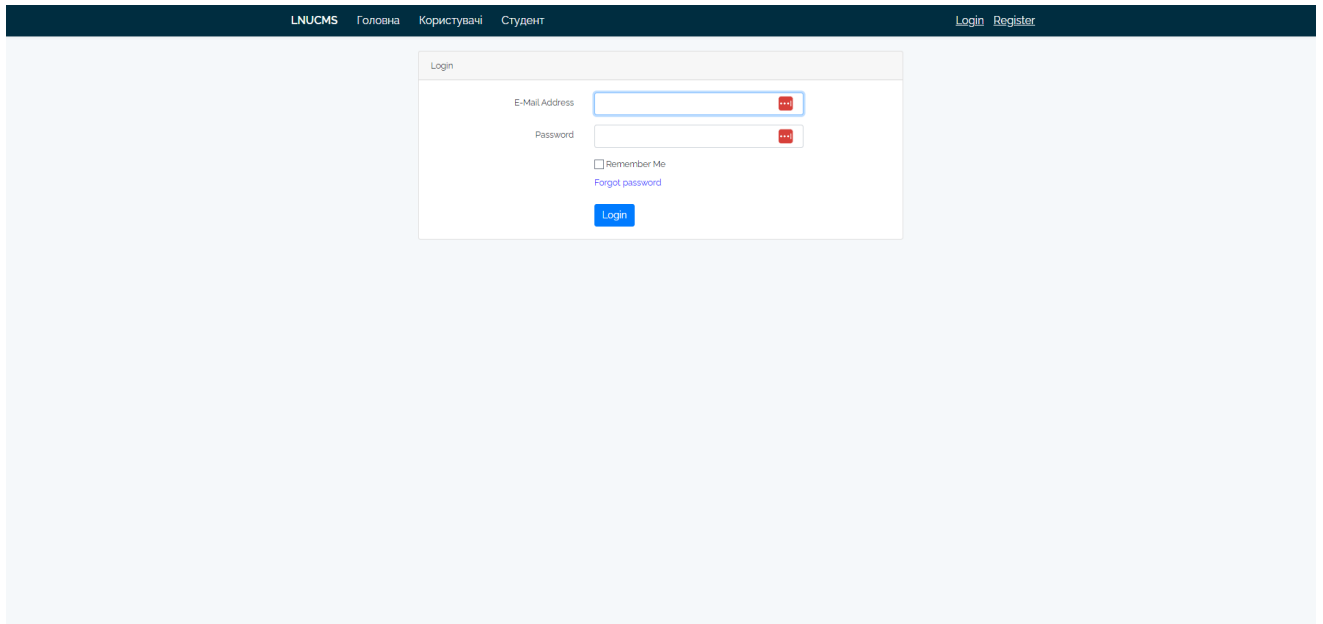 LNUCMS Головна Користувачі Студент Login Register
Login
E-Mail Address
Password
Remember Me
Forgot password
Login